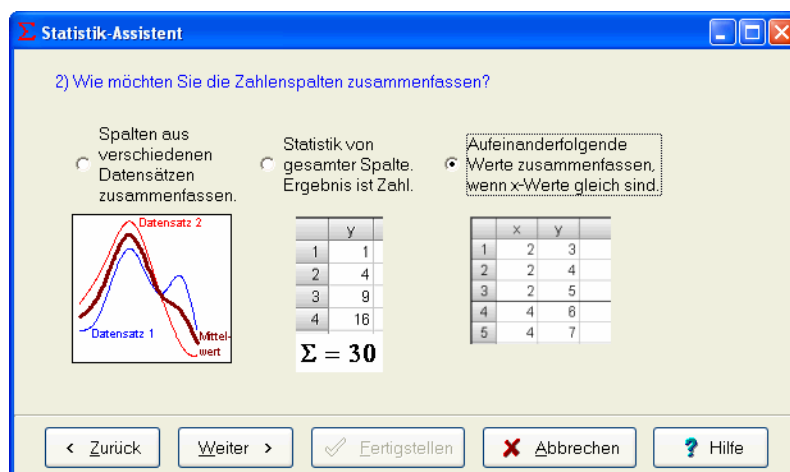 Σ Statistik-Assistent
2) Wie möchten Sie die Zahlenspalten zusammenfassen?
Spalten aus
verschiedenen
Datensätzen
zusammenfassen.
Statistik von
gesamter Spalte.
Ergebnis ist Zahl.
Aufeinanderfolgende
Werte zusammenfassen,
wenn x-Werte gleich sind.
Datensatz 2
Datensatz 1
Mittel-
wert
y
1 1
2 4
3 9
4 16
Σ = 30
x y
1 2 3
2 2 4
3 2 5
4 4 6
5 4 7
< Zurück
Weiter >
Fertigstellen
Abbrechen
? Hilfe